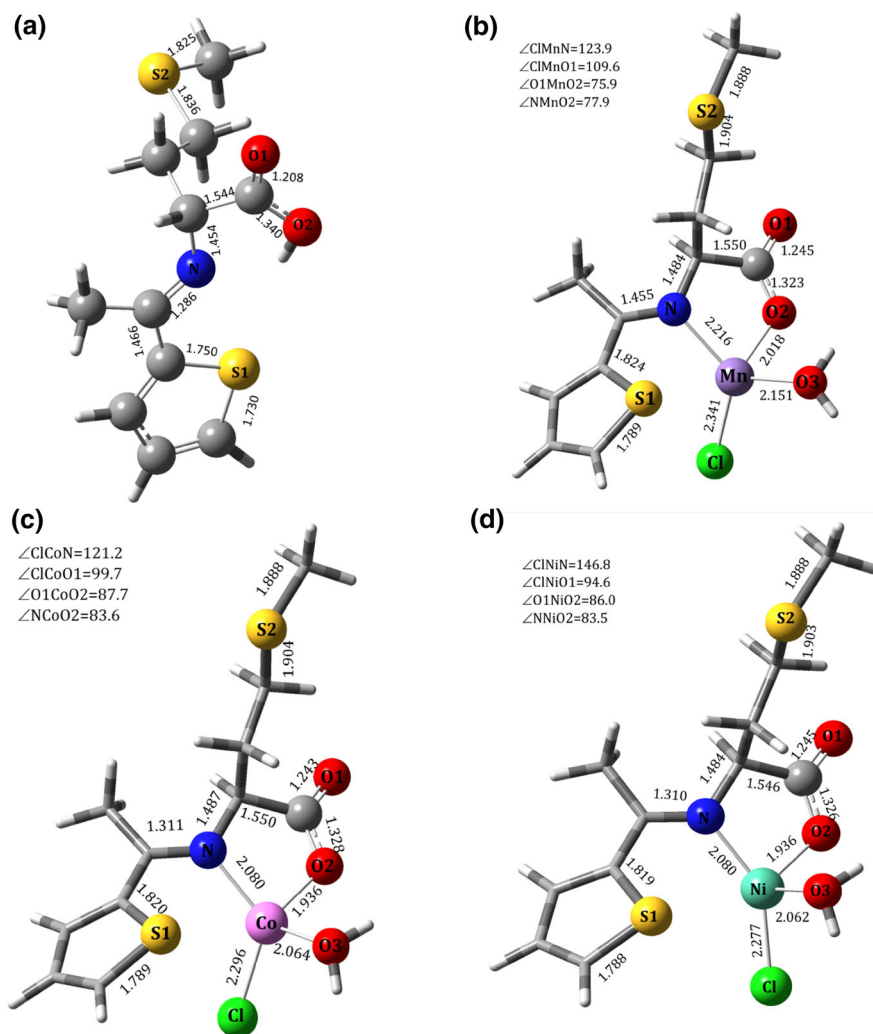 (a)
1.825
S2
1.836
O1
1.208
1.544
O2
1.340
1.454
N
1.286
1.466
1.750
S1
1.730
(b)
∠ClMnN=123.9
∠ClMnO1=109.6
∠O1MnO2=75.9
∠NMnO2=77.9
1.888
S2
1.904
O1
1.550
1.245
1.484
1.323
1.455
N
O2
2.216
2.018
1.824
Mn
O3
2.151
S1
2.341
1.789
Cl
(c)
∠ClCoN=121.2
∠ClCoO1=99.7
∠O1CoO2=87.7
∠NCoO2=83.6
1.888
S2
1.904
1.243
O1
1.487
1.550
1.311
1.328
N
O2
2.080
1.936
1.820
Co
S1
O3
2.064
1.789
2.296
Cl
(d)
∠ClNiN=146.8
∠ClNiO1=94.6
∠O1NiO2=86.0
∠NNiO2=83.5
1.888
S2
1.903
O1
1.245
1.484
1.546
1.310
1.326
N
O2
1.936
2.080
1.819
Ni
O3
2.062
S1
2.277
1.788
Cl